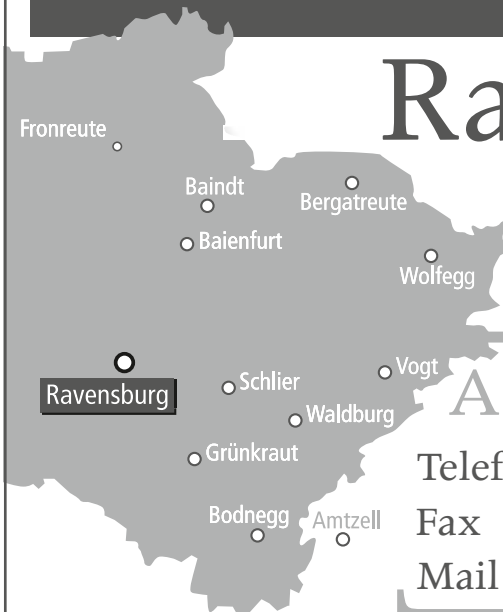 Ra
Fronreute
Baindt
Bergatreute
Baienfurt
Wolfegg
Vogt
A
Schlier
Ravensburg
Waldburg
Grünkraut
Telef
Bodnegg
Amtzell
Fax
Mail